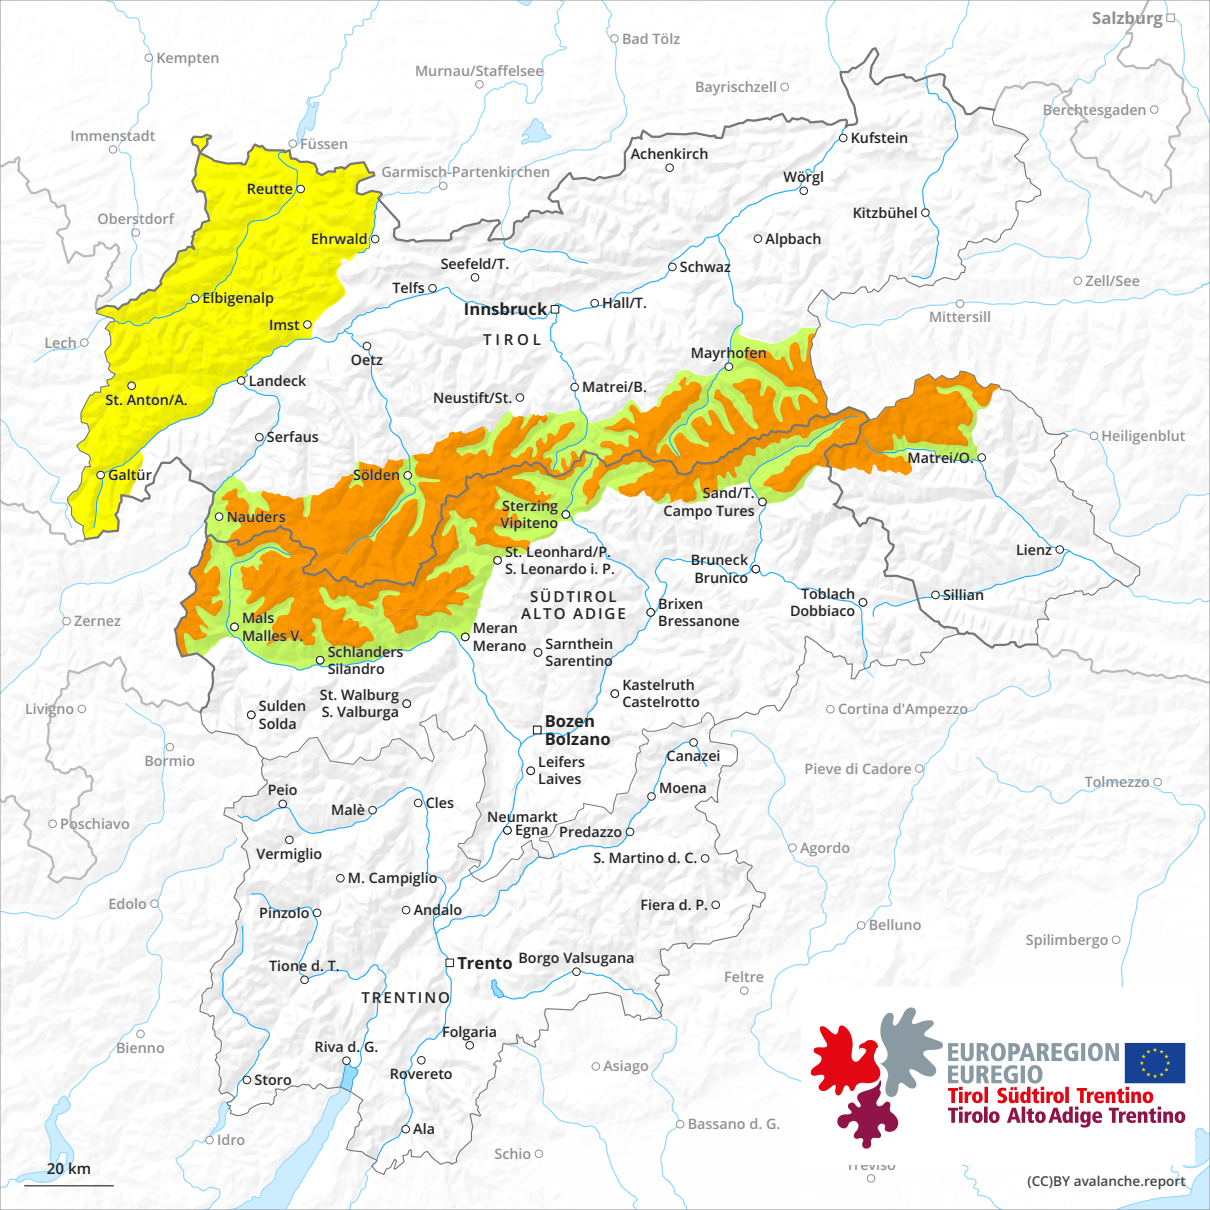 Salzburg
Bad Tölz
Kempten
Murnau/Staffelsee
Bayrischzell
Berchtesgaden
Immenstadt
Füssen
Kufstein
Achenkirch
Garmisch-Partenkirchen
Wörgl
Reutte
Oberstdorf
Kitzbühel
Ehrwald
Alpbach
Seefeld/T.
Schwaz
Zell/See
Telfs
Elbigenalp
Hall/T.
Innsbruck
Mittersill
Imst
TIROL
Lech
Oetz
Mayrhofen
Landeck
Matrei/B.
St. Anton/A.
Neustift/St.
Serfaus
Heiligenblut
Matrei/O.
Galtür
Sölden
Sand/T.
Campo Tures
Sterzing
Vipiteno
Nauders
St. Leonhard/P.
S. Leonardo i. P.
Lienz
Bruneck
Brunico
SÜDTIROL
ALTO ADIGE
Toblach
Dobbiaco
Sillian
Brixen
Bressanone
Zernez
Mals
Malles V.
Meran
Merano
Sarnthein
Sarentino
Schlanders
Silandro
Kastelruth
Castelrotto
St. Walburg
S. Valburga
Sulden
Solda
Livigno
Cortina d'Ampezzo
Bozen
Bolzano
Canazei
Bormio
Leifers
Laives
Pieve di Cadore
Tolmezzo
Peio
Moena
Malè
Cles
Neumarkt
Egna
Predazzo
Poschiavo
Vermiglio
S. Martino d. C.
Agordo
M. Campiglio
Edolo
Pinzolo
Andalo
Fiera d. P.
Belluno
Spilimbergo
Trento
Borgo Valsugana
Tione d. T.
Feltre
TRENTINO
Folgaria
Bienno
Riva d. G.
Rovereto
Asiago
Storo
EUROPAREGION
EUREGIO
Tirol Südtirol Trentino
Tirolo Alto Adige Trentino
Bassano d. G.
Ala
Idro
Schio
Treviso
20 km
(CC)BY avalanche.report